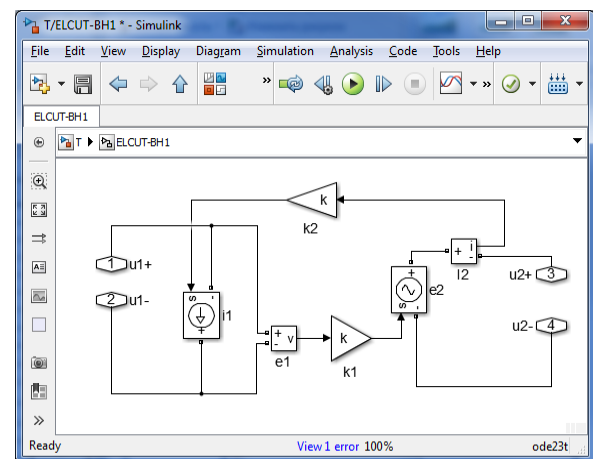 T/ELCUT-BH1 * - Simulink
File Edit View Display Diagram Simulation Analysis Code Tools Help
» »
ELCUT-BH1
T ELCUT-BH1
k
k2
1 u1+
2 u1-
s - + i1
+ - v
e1
k
k1
+ s - e2
+ i -
I2
u2+ 3
u2- 4
A
»
Ready View 1 error 100% ode23t